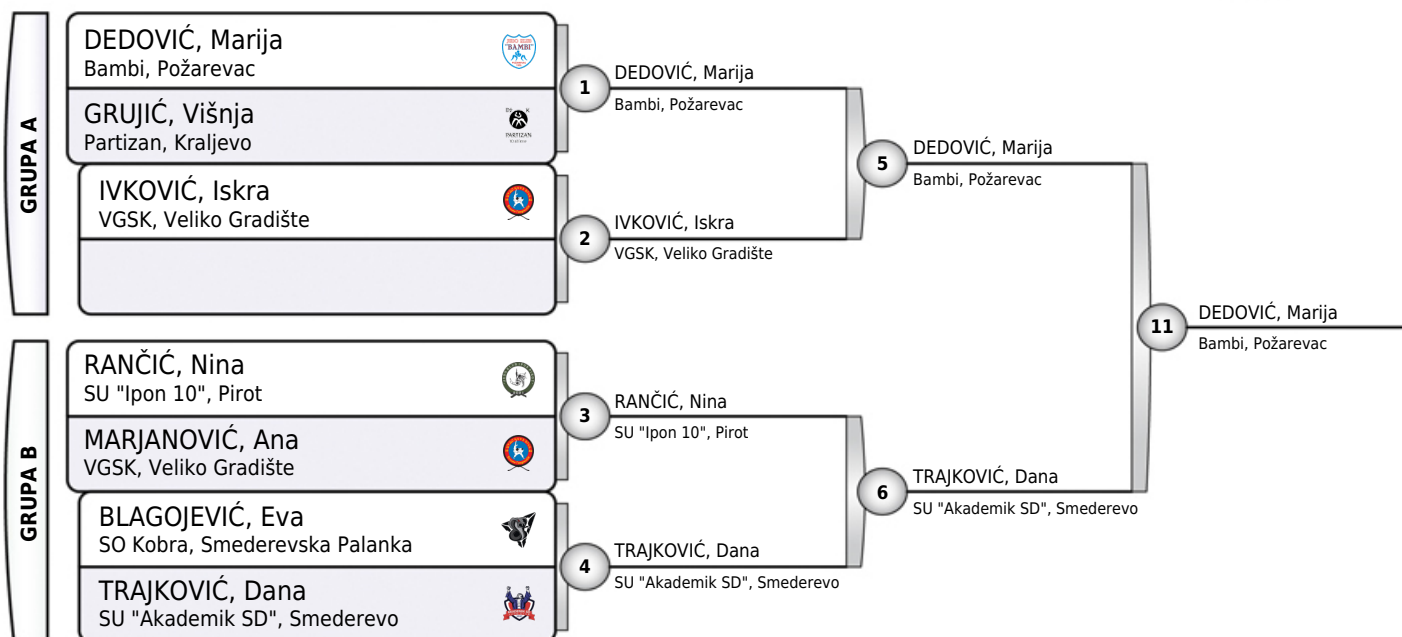 GRUPA A
DEDOVIĆ, Marija
Bambi, Požarevac
"BAMBI"
GRUJIĆ, Višnja
Partizan, Kraljevo
PARTIZAN
IVKOVIĆ, Iskra
VGSK, Veliko Gradište
1
DEDOVIĆ, Marija
Bambi, Požarevac
2
IVKOVIĆ, Iskra
VGSK, Veliko Gradište
5
DEDOVIĆ, Marija
Bambi, Požarevac
GRUPA B
RANČIĆ, Nina
SU "Ipon 10", Pirot
MARJANOVIĆ, Ana
VGSK, Veliko Gradište
BLAGOJEVIĆ, Eva
SO Kobra, Smederevska Palanka
TRAJKOVIĆ, Dana
SU "Akademik SD", Smederevo
3
RANČIĆ, Nina
SU "Ipon 10", Pirot
4
TRAJKOVIĆ, Dana
SU "Akademik SD", Smederevo
6
TRAJKOVIĆ, Dana
SU "Akademik SD", Smederevo
11
DEDOVIĆ, Marija
Bambi, Požarevac